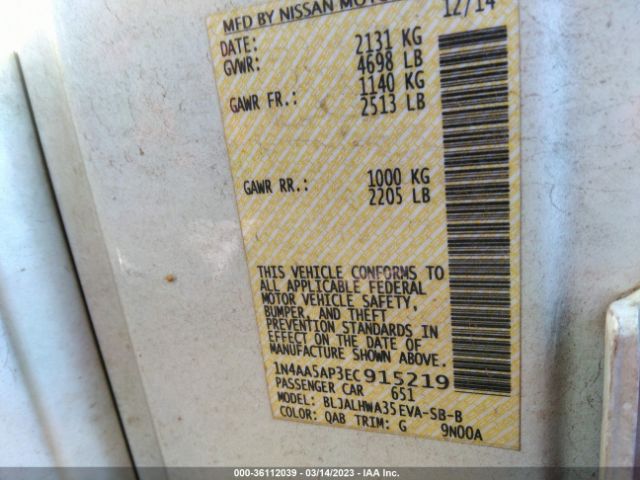 MFD BY NISSAN MOTOR 12/14
DATE: 2131 KG
GVWR: 4698 LB
1140 KG
GAWR FR.: 2513 LB
GAWR RR.: 1000 KG
2205 LB
THIS VEHICLE CONFORMS TO
ALL APPLICABLE FEDERAL
MOTOR VEHICLE SAFETY,
BUMPER, AND THEFT
PREVENTION STANDARDS IN
EFFECT ON THE DATE OF
MANUFACTURE SHOWN ABOVE.
1N4AA5AP3EC915219
PASSENGER CAR 651
MODEL: BLJALHWA35EVA-SB-B
COLOR: QAB TRIM: G 9N00A
000-36112039 - 03/14/2023 - IAA Inc.